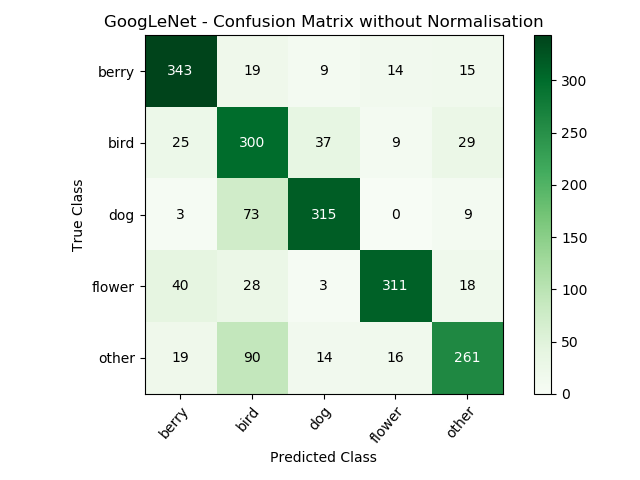 GoogLeNet - Confusion Matrix without Normalisation
True Class
berry 343 19 9 14 15
bird 25 300 37 9 29
dog 3 73 315 0 9
flower 40 28 3 311 18
other 19 90 14 16 261
berry bird dog flower other
Predicted Class
300
250
200
150
100
50
0